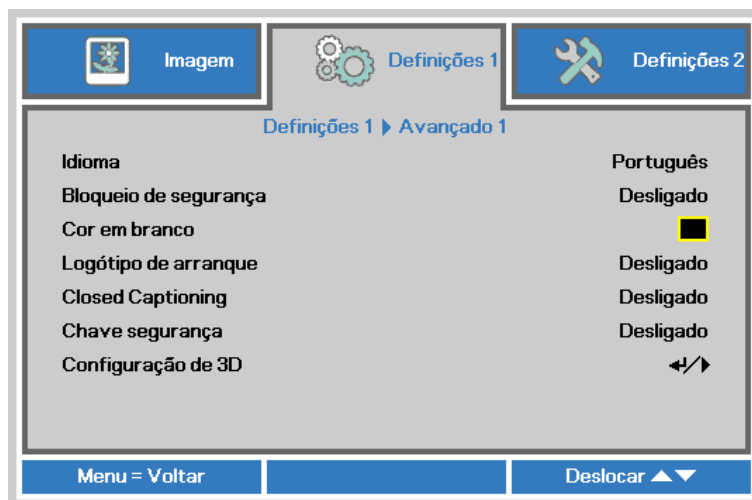 Imagem
Definições 1
Definições 2
Definições 1 Avançado 1
Idioma Português
Bloqueio de segurança Desligado
Cor em branco
Logótipo de arranque Desligado
Closed Captioning Desligado
Chave segurança Desligado
Configuração de 3D ↵/▶
Menu = Voltar
Deslocar ▲▼